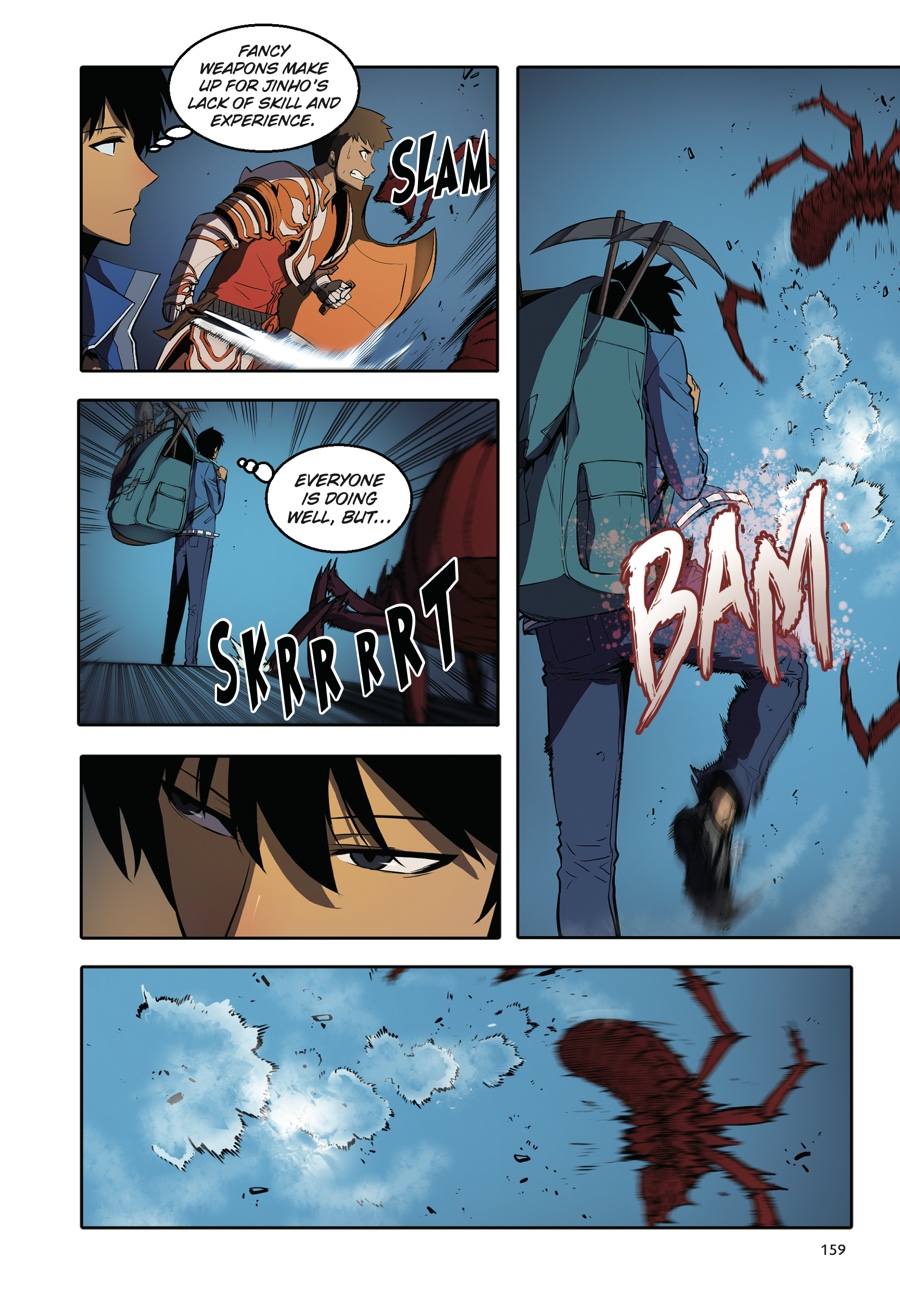 FANCY
WEAPONS MAKE
UP FOR JINHO'S
LACK OF SKILL AND
EXPERIENCE.
SLAM
EVERYONE
IS DOING
WELL, BUT...
SKRRRRRT
BAM
159